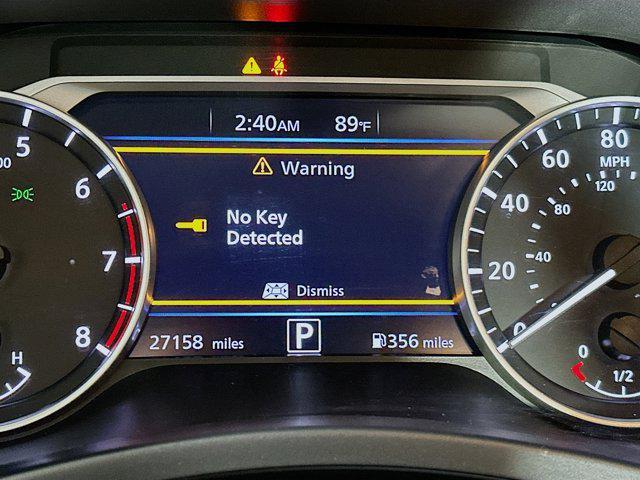 2:40AM 89°F
Warning
No Key
Detected
Dismiss
27158 miles P 356 miles
5
6
7
8
H
00
80
MPH
60
120
40
80
20
40
0
0
1/2